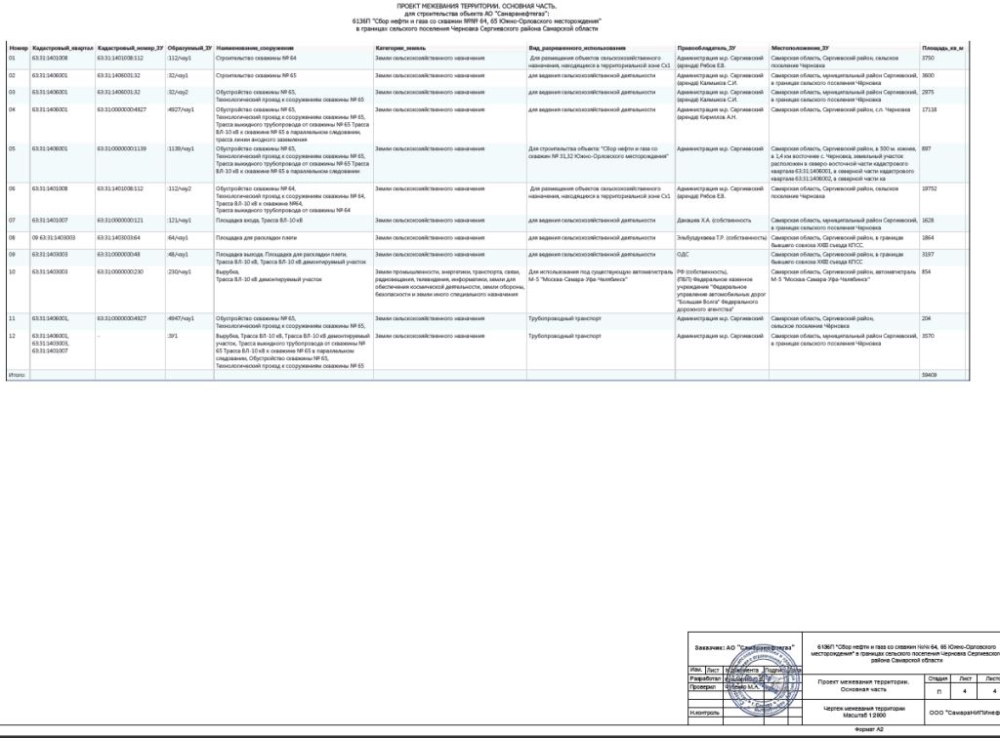 ПРОЕКТ МЕЖЕВАНИЯ ТЕРРИТОРИИ. ОСНОВНАЯ ЧАСТЬ.
для строительства объекта АО "Самаранефтегаз":
6136П "Сбор нефти и газа со скважин №№ 64, 65 Южно-Орловского месторождения"
в границах сельского поселения Черновка Сергиевского района Самарской области
Номер Кадастровый_квартал Кадастровый_номер_ЗУ Образуемый_ЗУ Наименование_сооружения Категория_земель Вид_разрешенного_использования Правообладатель_ЗУ Местоположение_ЗУ Площадь_кв_м
01 63:31:1401008 63:31:1401008:112 :112/чзу1 Строительство скважины № 64 Земли сельскохозяйственного назначения Для размещения объектов сельскохозяйственного Администрация м.р. Сергиевский Самарская область, Сергиевский район, сельское 3750
назначения, находящихся в территориальной зоне Сх1 (аренда) Рябов Е.В. поселение Черновка
02 63:31:1406001 63:31:1406001:32 :32/чзу1 Строительство скважины № 65 Земли сельскохозяйственного назначения для ведения сельскохозяйственной деятельности Администрация м.р. Сергиевский Самарская область, муниципальный район Сергиевский, 3600
(аренда) Калмыков С.И. в границах сельского поселения Чёрновка
03 63:31:1406001 63:31:1406001:32 :32/чзу2 Обустройство скважины № 65, Земли сельскохозяйственного назначения для ведения сельскохозяйственной деятельности Администрация м.р. Сергиевский Самарская область, муниципальный район Сергиевский, 2975
Технологический проезд к сооружениям скважины № 65 (аренда) Калмыков С.И. в границах сельского поселения Чёрновка
04 63:31:1406001 63:31:0000000:4927 :4927/чзу1 Обустройство скважины № 65, Земли сельскохозяйственного назначения для ведения сельскохозяйственной деятельности Администрация м.р. Сергиевский Самарская область, Сергиевский район, с.п. Черновка 17118
Технологический проезд к сооружениям скважины № 65, (аренда) Кириллов А.Н.
Трасса выкидного трубопровода от скважины № 65 Трасса
ВЛ-10 кВ к скважине № 65 в параллельном следовании,
трасса линии анодного заземления
05 63:31:1406001 63:31:0000000:1139 :1139/чзу1 Обустройство скважины № 65, Земли сельскохозяйственного назначения Для строительства объекта: "Сбор нефти и газа со Администрация м.р. Сергиевский Самарская область, Сергиевский район, в 500 м. южнее, 897
Технологический проезд к сооружениям скважины № 65, скважин № 31,32 Южно-Орловского месторождения" в 1,4 км восточнее с. Черновка, земельный участок
Трасса выкидного трубопровода от скважины № 65 Трасса расположен в северо-восточной части кадастрового
ВЛ-10 кВ к скважине № 65 в параллельном следовании квартала 63:31:1406001, в северной части кадастрового
квартала 63:31:1406002, в северной части ка
06 63:31:1401008 63:31:1401008:112 :112/чзу2 Обустройство скважины № 64, Земли сельскохозяйственного назначения Для размещения объектов сельскохозяйственного Администрация м.р. Сергиевский Самарская область, Сергиевский район, сельское 19752
Технологический проезд к сооружениям скважины № 64, назначения, находящихся в территориальной зоне Сх1 (аренда) Рябов Е.В. поселение Черновка
Трасса ВЛ-10 кВ к скважине №64,
Трасса выкидного трубопровода от скважины № 64
07 63:31:1401007 63:31:0000000:121 :121/чзу1 Площадка входа, Трасса ВЛ-10 кВ Земли сельскохозяйственного назначения для ведения сельскохозяйственной деятельности Дакашев Х.А. (собственность Самарская область, муниципальный район Сергиевский, 1628
в границах сельского поселения Черновка
08 09 63:31:1403003 63:31:1403003:64 :64/чзу1 Площадка для раскладки плети Земли сельскохозяйственного назначения для ведения сельскохозяйственной деятельности Эльбуздукаева Т.Р. (собственность) Самарская область, Сергиевский район, в границах 1864
бывшего совхоза XXIII съезда КПСС
09 63:31:1403003 63:31:0000000:48 :48/чзу1 Площадка выхода, Площадка для раскладки плети, Земли сельскохозяйственного назначения для ведения сельскохозяйственной деятельности ОДС Самарская область, Сергиевский район, в границах 3197
Трасса ВЛ-10 кВ, Трасса ВЛ-10 кВ демонтируемый участок бывшего совхоза XXIII съезда КПСС
10 63:31:1403003 63:31:0000000:230 :230/чзу1 Вырубка, Земли промышленности, энергетики, транспорта, связи, Для использования под существующую автомагистраль РФ (собственность), Самарская область, Сергиевский район, автомагистраль 854
Трасса ВЛ-10 кВ демонтируемый участок радиовещания, телевидения, информатики, земли для М-5 "Москва-Самара-Уфа-Челябинск" (ПБП) Федеральное казенное М-5 "Москва-Самара-Уфа-Челябинск"
обеспечения космической деятельности, земли обороны, учреждение "Федеральное
безопасности и земли иного специального назначения управление автомобильных дорог
"Большая Волга" Федерального
дорожного агентства"
11 63:31:1406001, 63:31:0000000:4927 :4947/чзу1 Обустройство скважины № 65, Земли сельскохозяйственного назначения Трубопроводный транспорт Администрация м.р. Сергиевский Самарская область, Сергиевский район, 204
Технологический проезд к сооружениям скважины № 65, сельское поселение Чёрновка
12 63:31:1406001, - :ЗУ1 Вырубка, Трасса ВЛ-10 кВ, Трасса ВЛ-10 кВ демонтируемый Земли сельскохозяйственного назначения Трубопроводный транспорт Администрация м.р. Сергиевский Самарская область, муниципальный район Сергиевский, 3570
63:31:1403003, участок, Трасса выкидного трубопровода от скважины № в границах сельского поселения Чёрновка
63:31:1401007 65 Трасса ВЛ-10 кВ к скважине № 65 в параллельном
следовании, Обустройство скважины № 65,
Технологический проезд к сооружениям скважины № 65
Итого: 59409
Заказчик: АО "Самаранефтегаз"
6136П "Сбор нефти и газа со скважин №№ 64, 65 Южно-Орловского
месторождения" в границах сельского поселения Черновка Сергиевского
района Самарской области
Изм. Лист
Разработал
Проверил
Н.контроль
Проект межевания территории.
Основная часть
Стадия Лист
П 4 4
Чертеж межевания территории
Масштаб 1:2000
ООО "СамараНИПИнеф
Формат А2